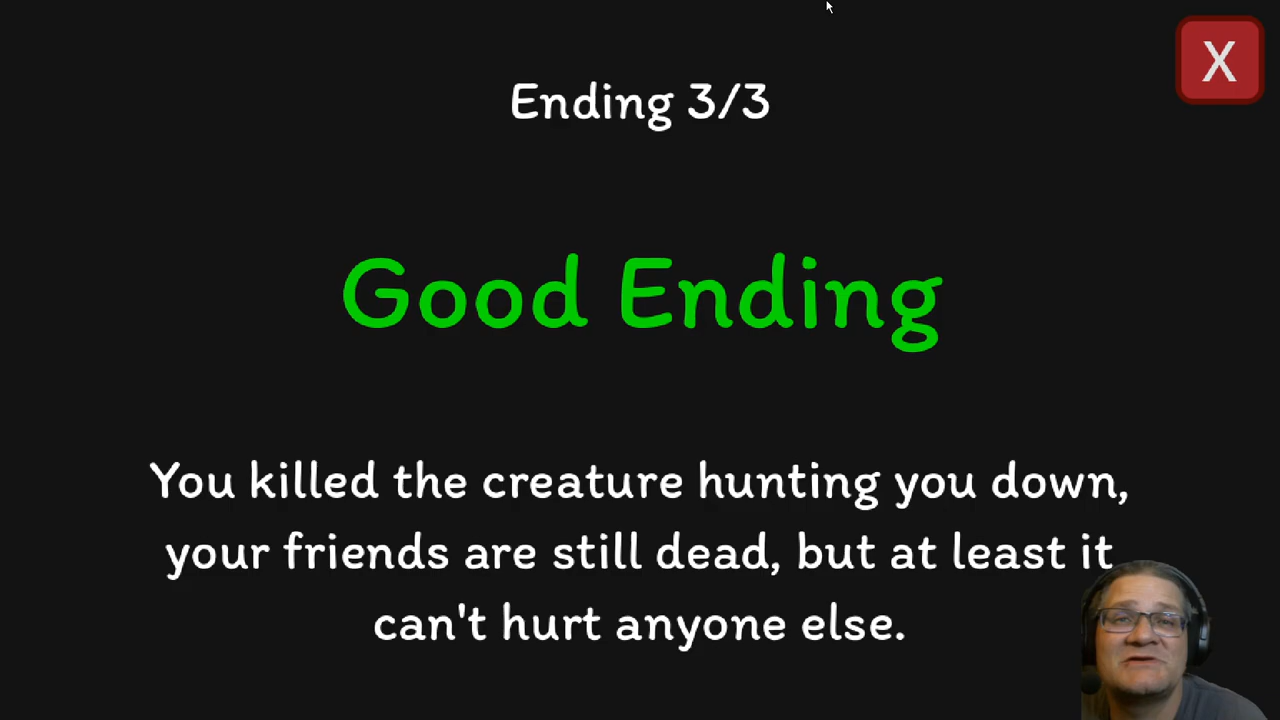 X
Ending 3/3
Good Ending
You killed the creature hunting you down,
your friends are still dead, but at least it
can't hurt anyone else.